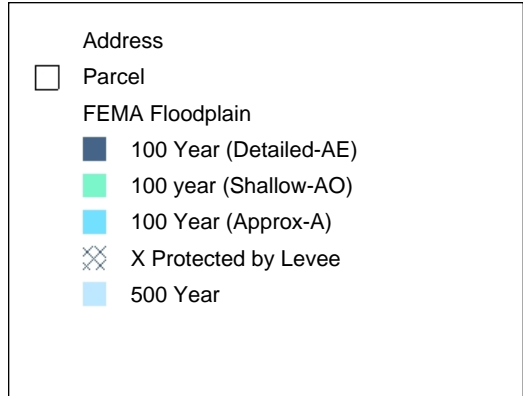 Address
Parcel
FEMA Floodplain
100 Year (Detailed-AE)
100 year (Shallow-AO)
100 Year (Approx-A)
X Protected by Levee
500 Year